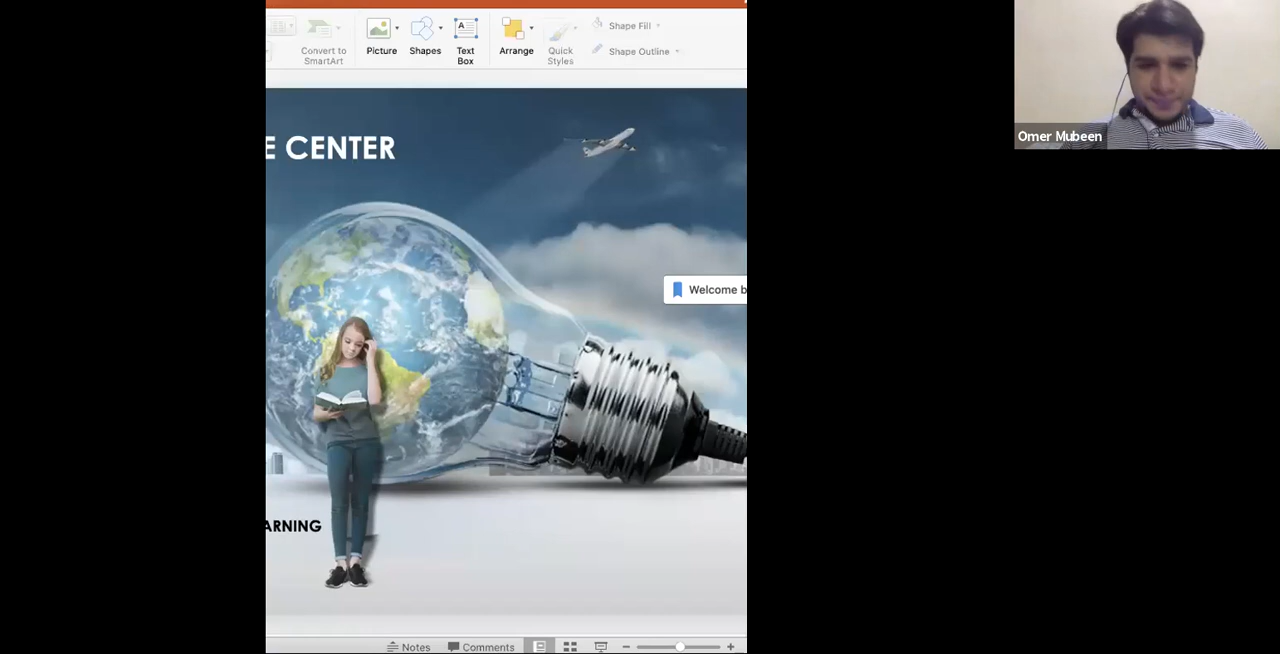 Convert to
SmartArt
Picture
Shapes
Text
Box
Arrange
Quick
Styles
Shape Fill
Shape Outline
E CENTER
Omer Mubeen
Welcome b
ARNING
Notes
Comments